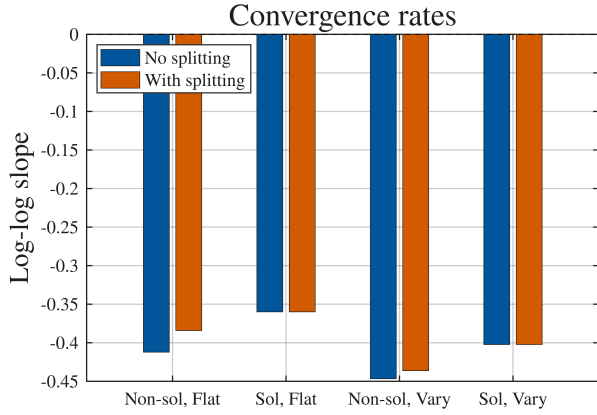 Convergence rates
Log-log slope
0
-0.05
-0.1
-0.15
-0.2
-0.25
-0.3
-0.35
-0.4
-0.45
No splitting
With splitting
Non-sol, Flat
Sol, Flat
Non-sol, Vary
Sol, Vary